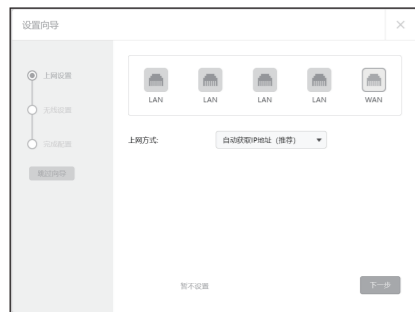 设置向导
上网设置
无线设置
完成配置
跳过向导
LAN
LAN
LAN
LAN
WAN
上网方式:
自动获取IP地址（推荐）
暂不设置
下一步